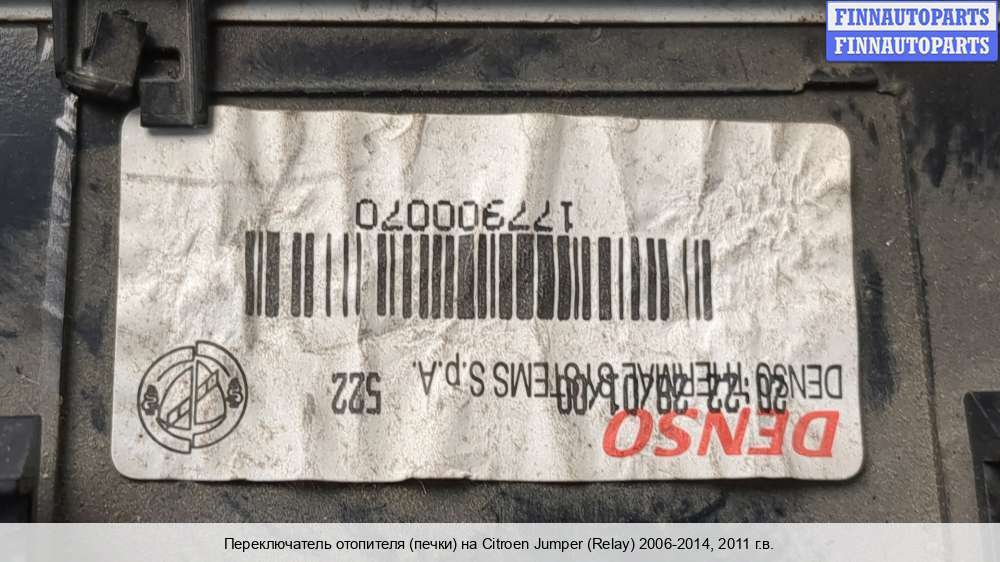 FINNAUTOPARTS
FINNAUTOPARTS
DENSO
DENSO THERMAL SYSTEMS S.p.A.
522
177900070
Переключатель отопителя (печки) на Citroen Jumper (Relay) 2006-2014, 2011 г.в.